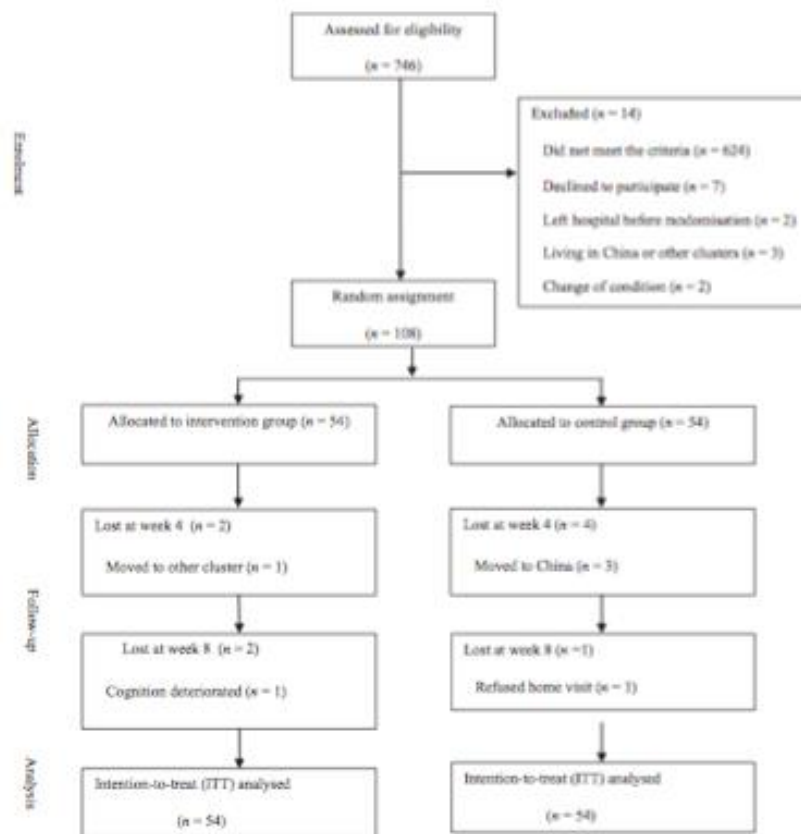 Assessed for eligibility
(n = 746)
Enrolment
Excluded (n = 14)
Did not meet the criteria (n = 624)
Declined to participate (n = 7)
Left hospital before randomisation (n = 2)
Living in China or other clusters (n = 3)
Change of condition (n = 2)
Random assignment
(n = 108)
Allocation
Allocated to intervention group (n = 54)
Allocated to control group (n = 54)
Follow-up
Lost at week 4 (n = 2)
Moved to other cluster (n = 1)
Lost at week 4 (n = 4)
Moved to China (n = 3)
Lost at week 8 (n = 2)
Cognition deteriorated (n = 1)
Lost at week 8 (n =1)
Refused home visit (n = 1)
Analysis
Intention-to-treat (ITT) analysed
(n = 54)
Intention-to-treat (ITT) analysed
(n = 54)